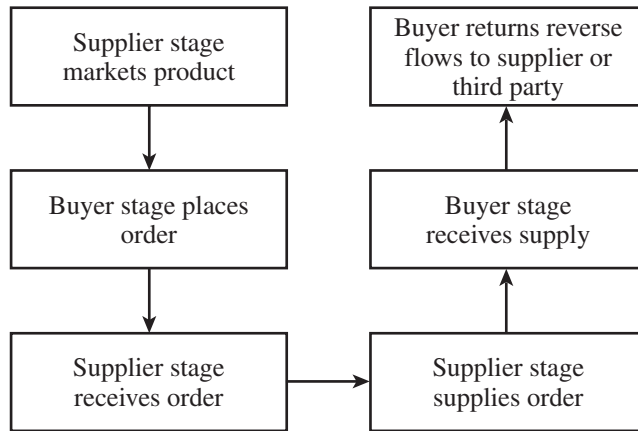 Supplier stage
markets product
Buyer stage places
order
Supplier stage
receives order
Supplier stage
supplies order
Buyer stage
receives supply
Buyer returns reverse
flows to supplier or
third party